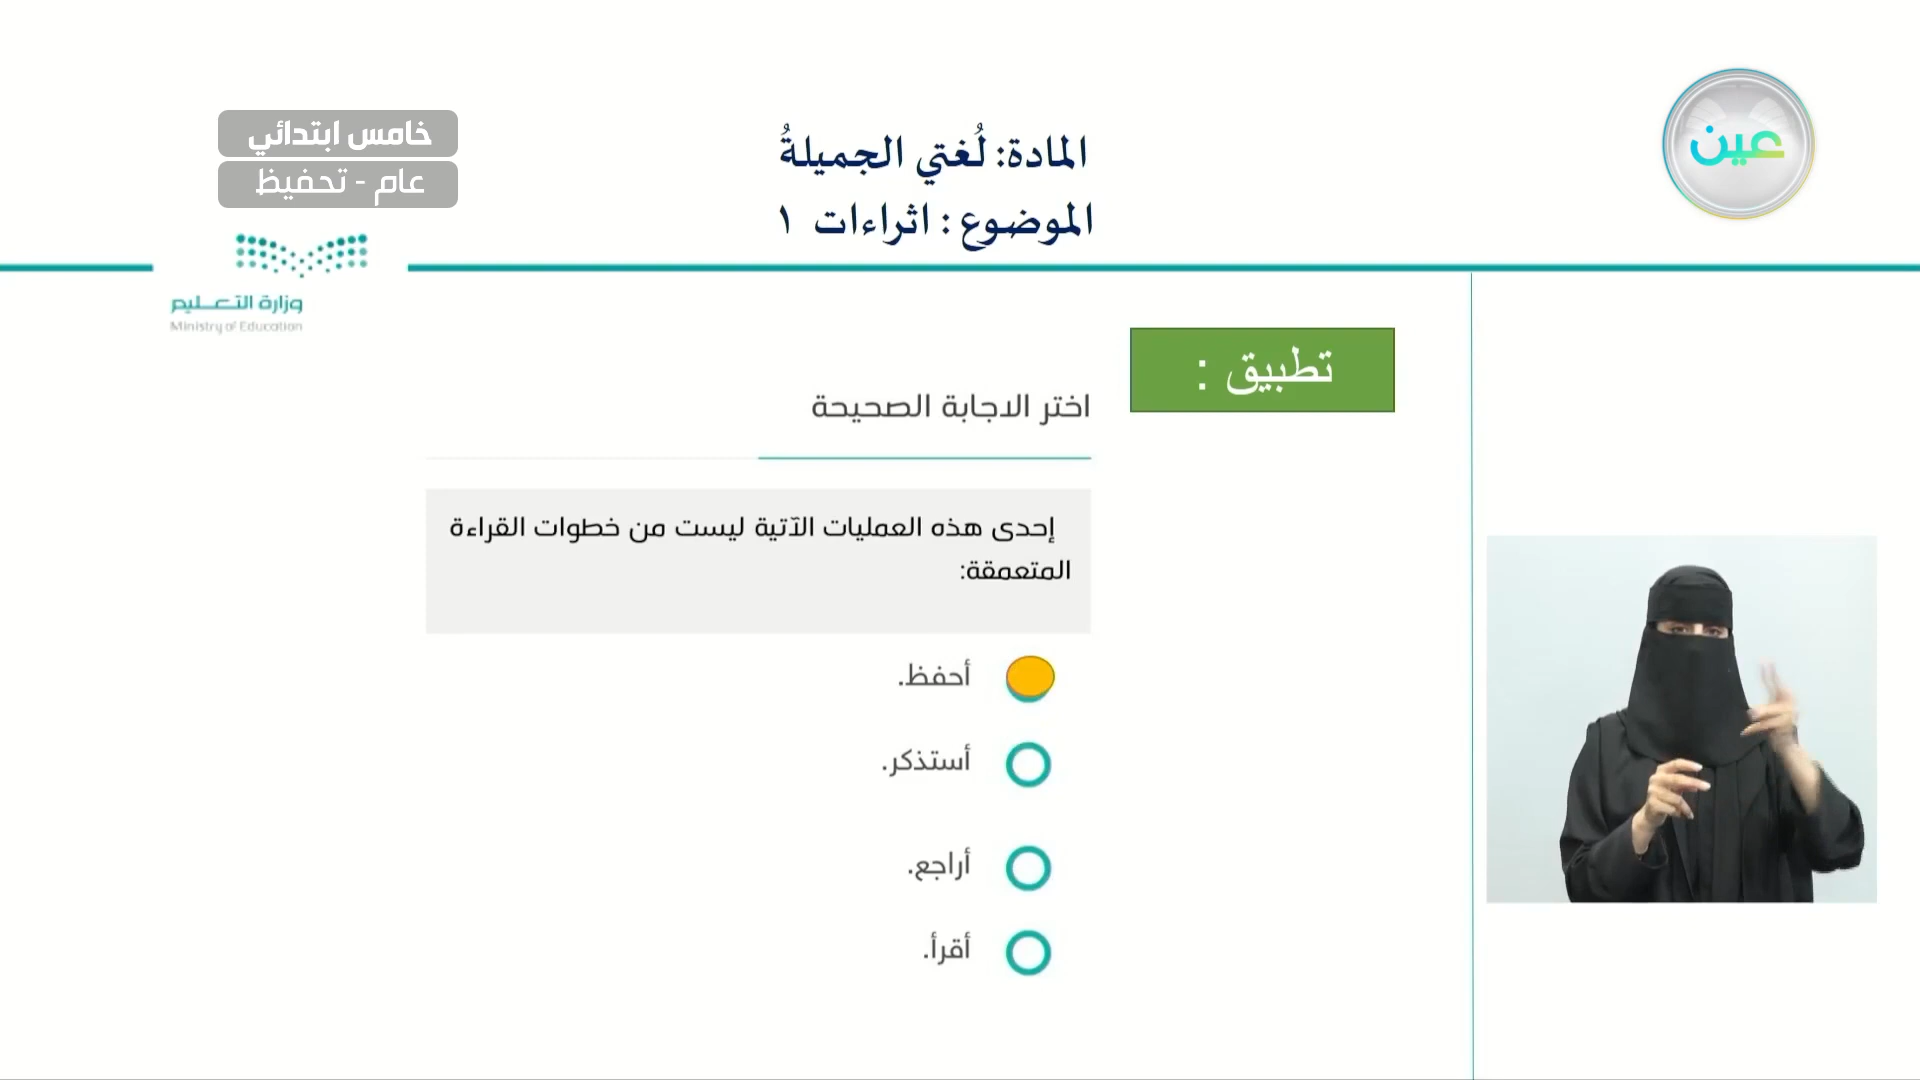 خامس ابتدائي
عام - تحفيظ
المادة: لُغتي الجميلةُ
الموضوع : اثراءات ١
عين
وزارة التعليم
Ministry of Education
تطبيق :
اختر الاجابة الصحيحة
إحدى هذه العمليات الآتية ليست من خطوات القراءة
المتعمقة:
أحفظ.
أستذكر.
أراجع.
أقرأ.